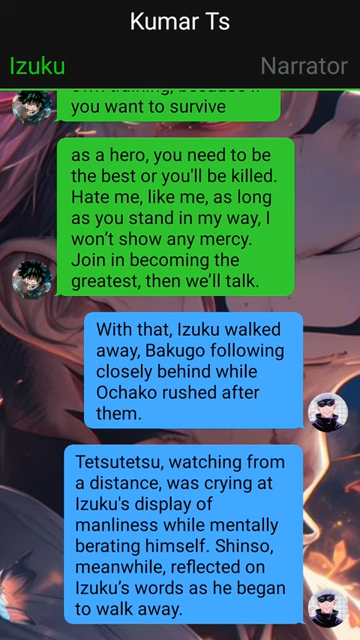 Kumar Ts
Izuku
Narrator
own training, because if
you want to survive
as a hero, you need to be
the best or you'll be killed.
Hate me, like me, as long
as you stand in my way, I
won’t show any mercy.
Join in becoming the
greatest, then we’ll talk.
With that, Izuku walked
away, Bakugo following
closely behind while
Ochako rushed after
them.
Tetsutetsu, watching from
a distance, was crying at
Izuku's display of
manliness while mentally
berating himself. Shinso,
meanwhile, reflected on
Izuku’s words as he began
to walk away.